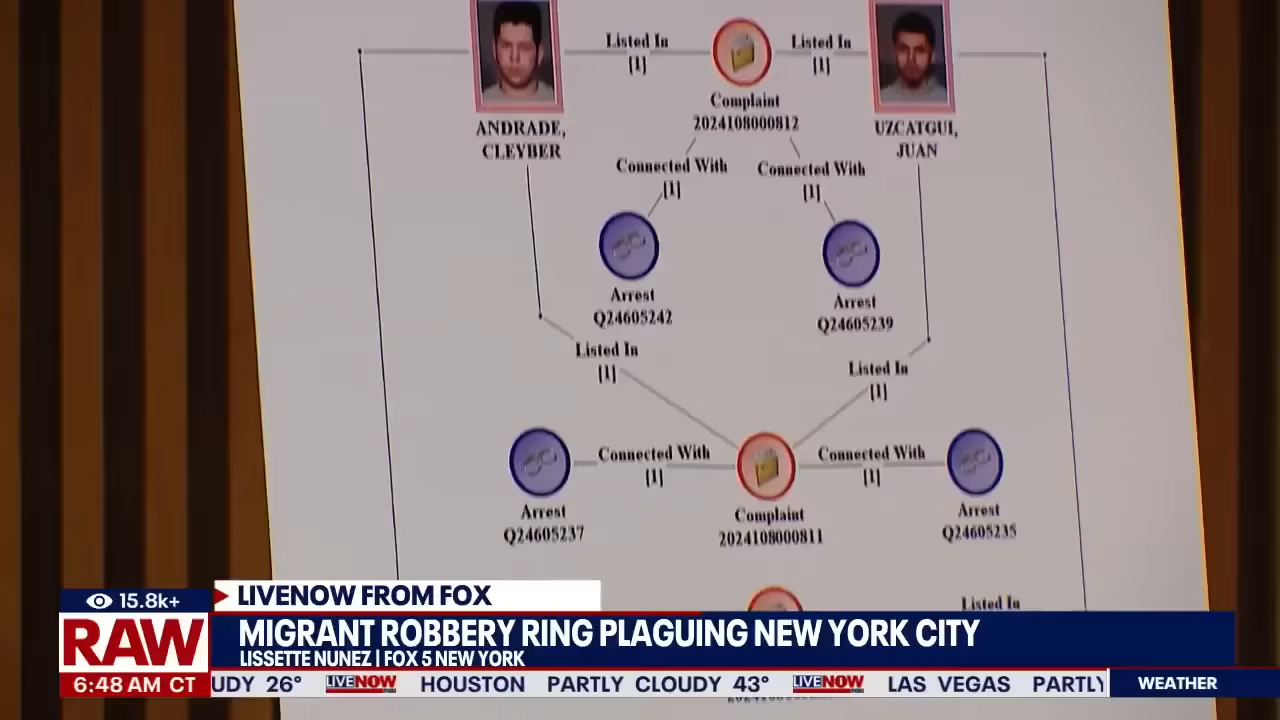 Listed In
[1]
Listed In
[1]
Complaint
2024108000812
ANDRADE,
CLEYBER
UZCATGUI,
JUAN
Connected With
[1]
Connected With
[1]
Arrest
Q24605242
Arrest
Q24605239
Listed In
[1]
Listed In
[1]
Connected With
[1]
Connected With
[1]
Arrest
Q24605237
Complaint
2024108000811
Arrest
Q24605235
Listed In
15.8k+
LIVENOW FROM FOX
RAW
MIGRANT ROBBERY RING PLAGUING NEW YORK CITY
LISSETTE NUNEZ | FOX 5 NEW YORK
6:48 AM CT UDY 26° LIVENOW FOX HOUSTON PARTLY CLOUDY 43° LIVENOW FOX LAS VEGAS PARTLY WEATHER